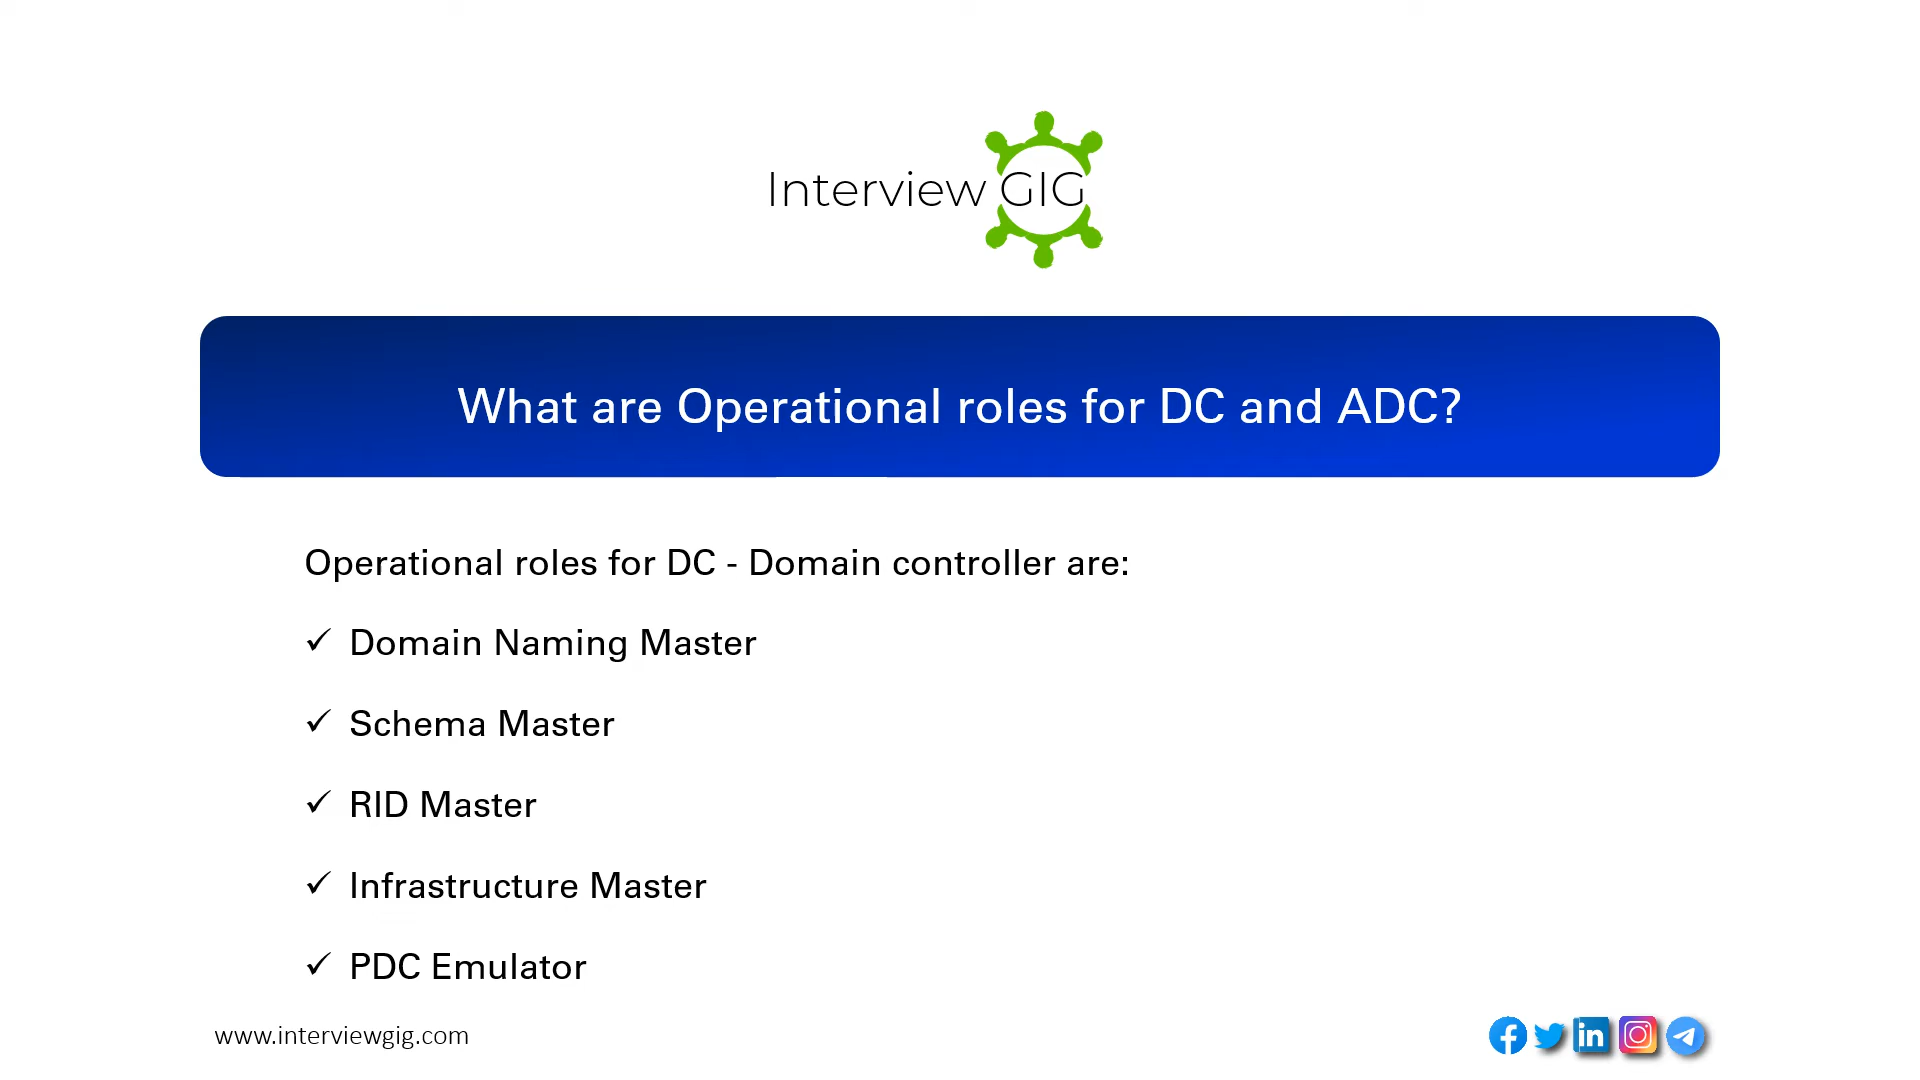 Interview GIG
What are Operational roles for DC and ADC?
Operational roles for DC - Domain controller are:
✓ Domain Naming Master
✓ Schema Master
✓ RID Master
✓ Infrastructure Master
✓ PDC Emulator
www.interviewgig.com